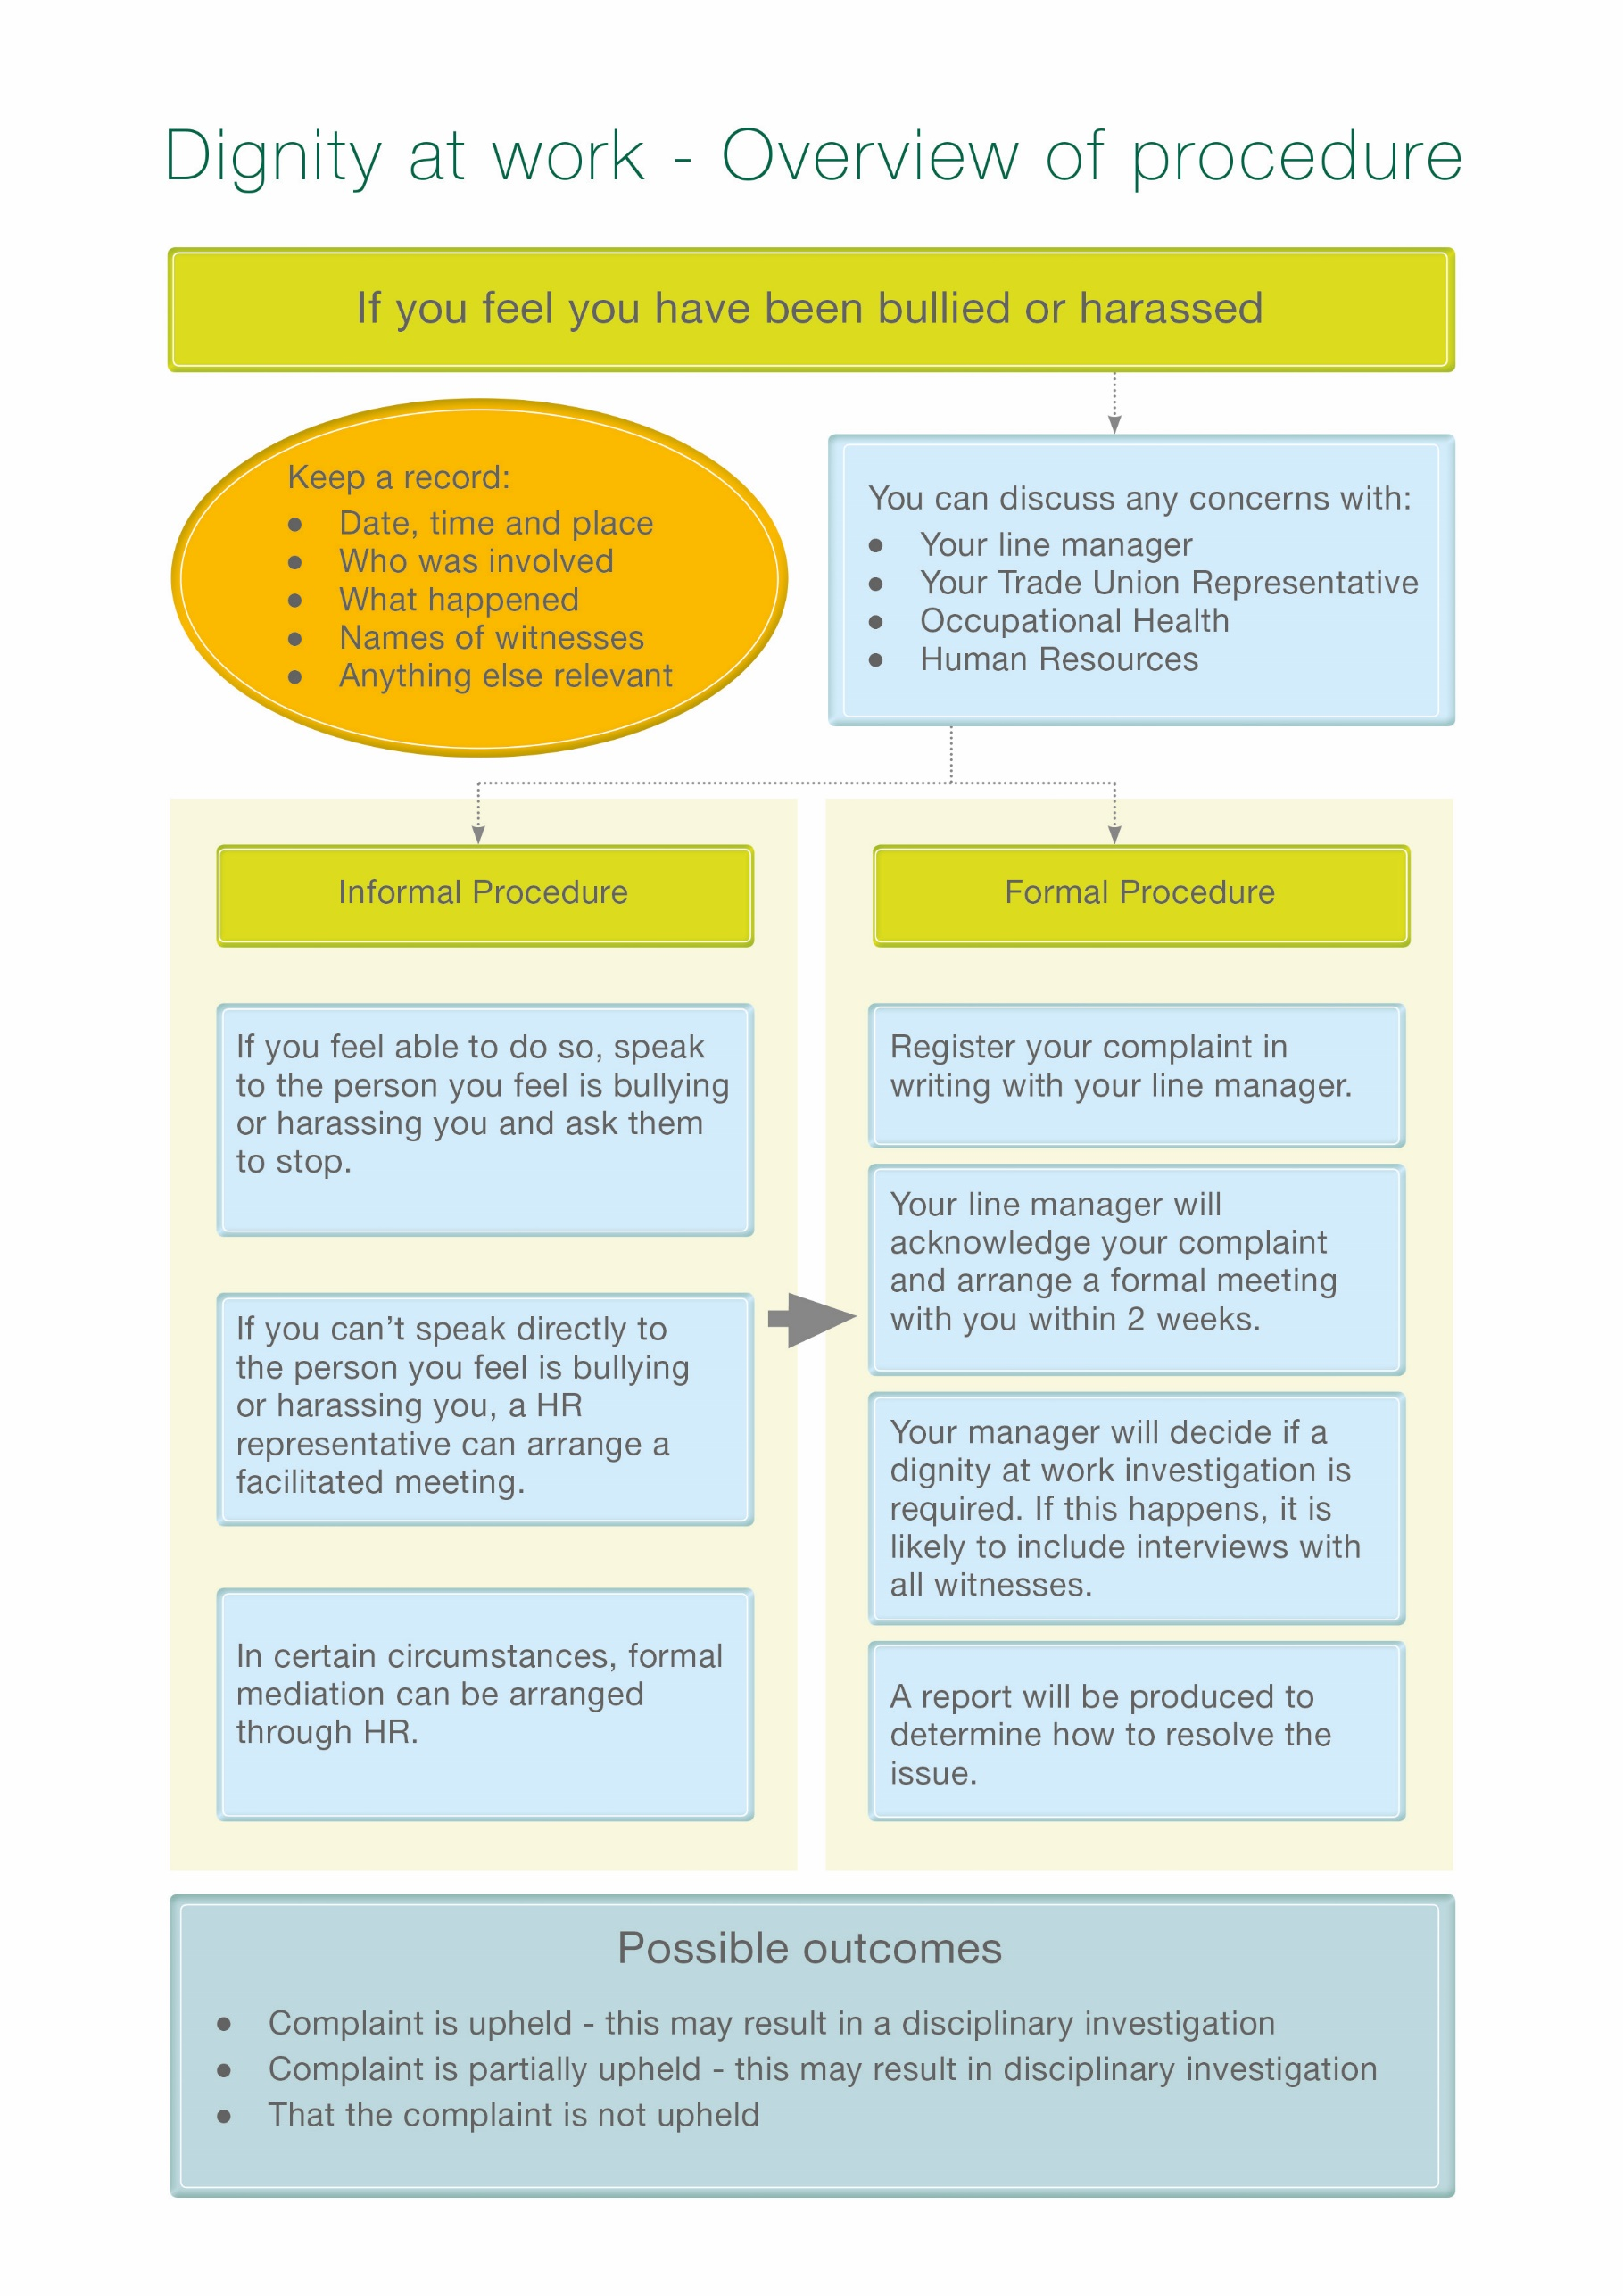 Dignity at work - Overview of procedure
If you feel you have been bullied or harassed
Keep a record:
● Date, time and place
● Who was involved
● What happened
● Names of witnesses
● Anything else relevant
You can discuss any concerns with:
● Your line manager
● Your Trade Union Representative
● Occupational Health
● Human Resources
Informal Procedure
If you feel able to do so, speak
to the person you feel is bullying
or harassing you and ask them
to stop.
If you can’t speak directly to
the person you feel is bullying
or harassing you, a HR
representative can arrange a
facilitated meeting.
In certain circumstances, formal
mediation can be arranged
through HR.
Formal Procedure
Register your complaint in
writing with your line manager.
Your line manager will
acknowledge your complaint
and arrange a formal meeting
with you within 2 weeks.
Your manager will decide if a
dignity at work investigation is
required. If this happens, it is
likely to include interviews with
all witnesses.
A report will be produced to
determine how to resolve the
issue.
Possible outcomes
● Complaint is upheld - this may result in a disciplinary investigation
● Complaint is partially upheld - this may result in disciplinary investigation
● That the complaint is not upheld